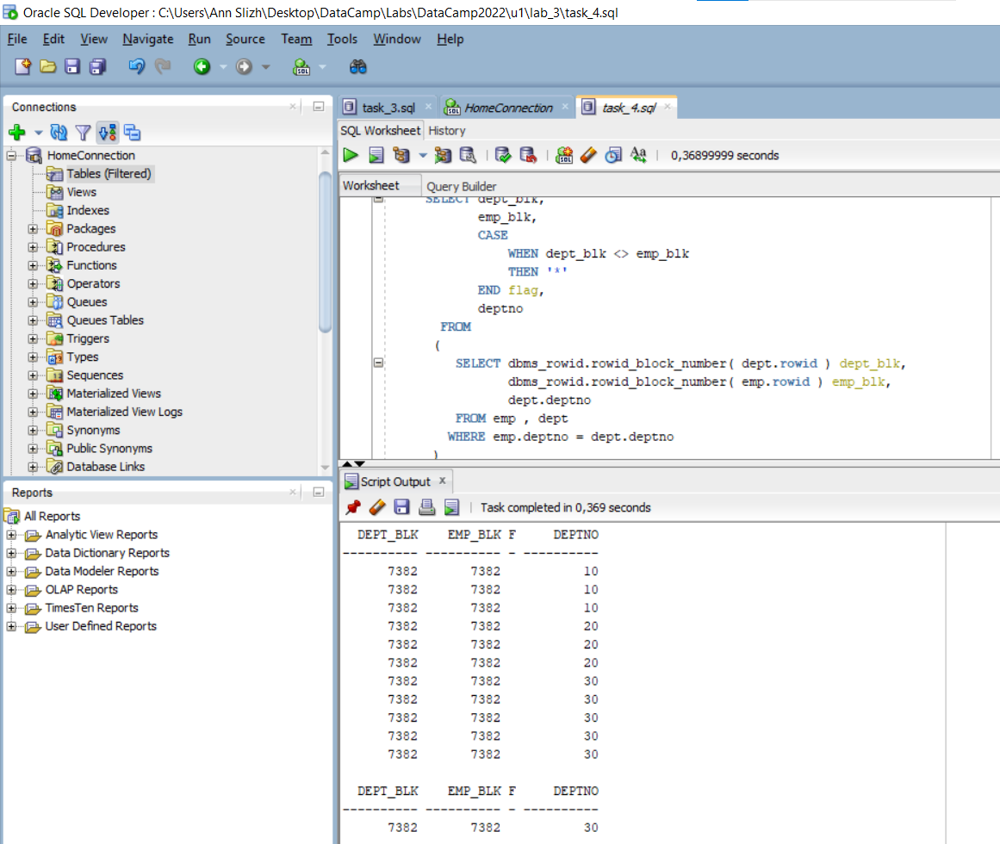 Oracle SQL Developer : C:\Users\Ann Slizh\Desktop\DataCamp\Labs\DataCamp2022\u1\lab_3\task_4.sql
File Edit View Navigate Run Source Team Tools Window Help
Connections
HomeConnection
Tables (Filtered)
Views
Indexes
Packages
Procedures
Functions
Operators
Queues
Queues Tables
Triggers
Types
Sequences
Materialized Views
Materialized View Logs
Synonyms
Public Synonyms
Database Links
Reports
All Reports
Analytic View Reports
Data Dictionary Reports
Data Modeler Reports
OLAP Reports
TimesTen Reports
User Defined Reports
task_3.sql HomeConnection task_4.sql
SQL Worksheet History
0,36899999 seconds
Worksheet Query Builder
SELECT dept_blk,
emp_blk,
CASE
WHEN dept_blk <> emp_blk
THEN '*'
END flag,
deptno
FROM
(
SELECT dbms_rowid.rowid_block_number( dept.rowid ) dept_blk,
dbms_rowid.rowid_block_number( emp.rowid ) emp_blk,
dept.deptno
FROM emp , dept
WHERE emp.deptno = dept.deptno
)
Script Output
Task completed in 0,369 seconds
DEPT_BLK EMP_BLK F DEPTNO
---------- ---------- - ----------
7382 7382 10
7382 7382 10
7382 7382 10
7382 7382 20
7382 7382 20
7382 7382 20
7382 7382 30
7382 7382 30
7382 7382 30
7382 7382 30
7382 7382 30
DEPT_BLK EMP_BLK F DEPTNO
---------- ---------- - ----------
7382 7382 30